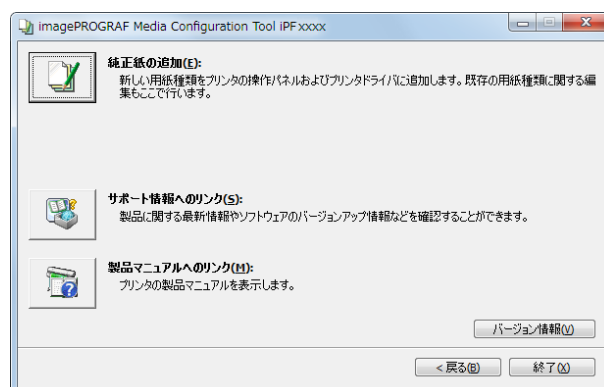 imagePROGRAF Media Configuration Tool iPFxxxx
純正紙の追加(E):
新しい用紙種類をプリンタの操作パネルおよびプリンタドライバに追加します。既存の用紙種類に関する編
集もここで行います。
サポート情報へのリンク(S):
製品に関する最新情報やソフトウェアのバージョンアップ情報などを確認することができます。
製品マニュアルへのリンク(M):
プリンタの製品マニュアルを表示します。
バージョン情報(V)
< 戻る(B)
終了(X)